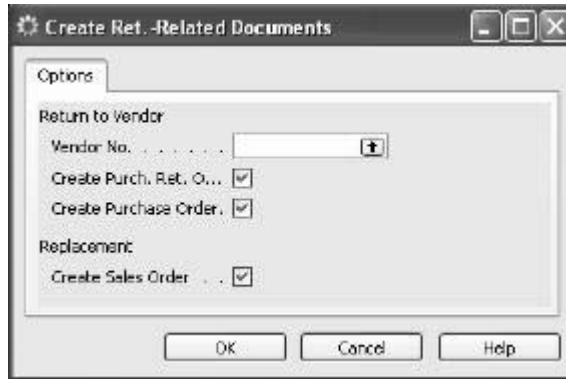 Create Ret.-Related Documents
Options
Return to Vendor
Vendor No. . . . . . .
Create Purch. Ret. O...
Create Purchase Order.
Replacement
Create Sales Order . .
OK Cancel Help